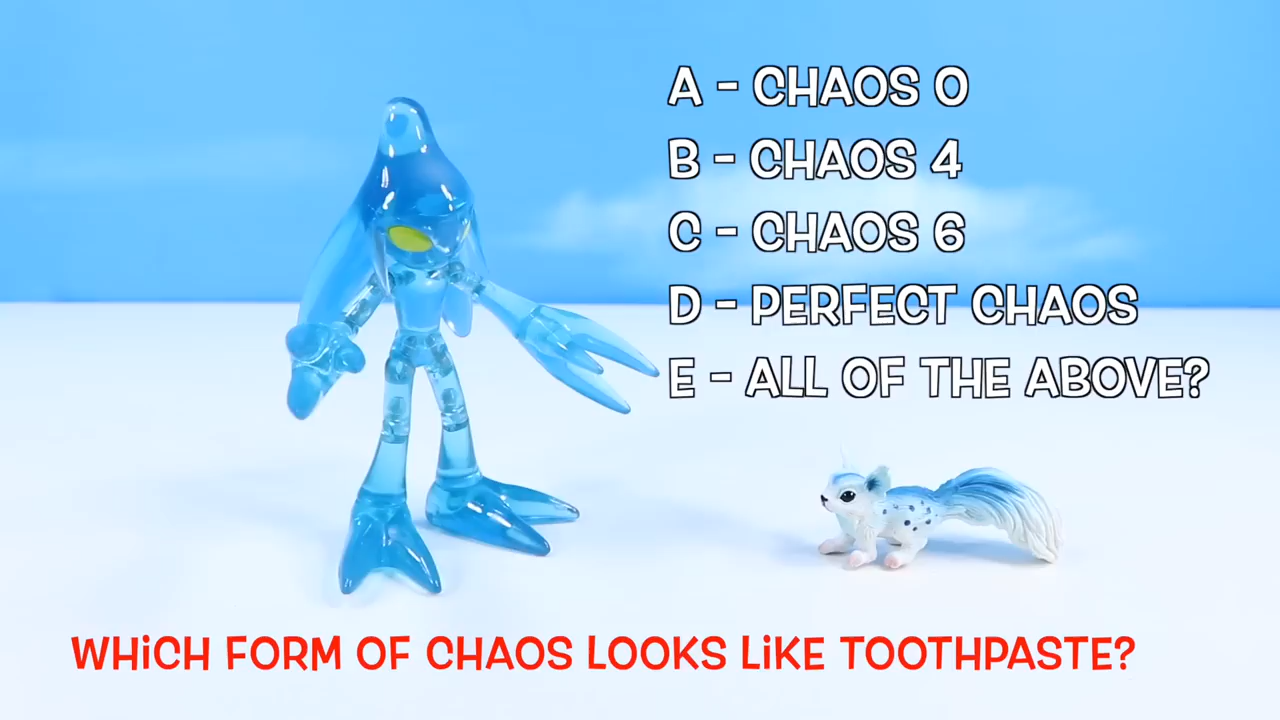 A - CHAOS 0
B - CHAOS 4
C - CHAOS 6
D - PERFECT CHAOS
E - ALL OF THE ABOVE?
WHiCH FORM OF CHAOS LOOKS LiKE TOOTHPASTE?